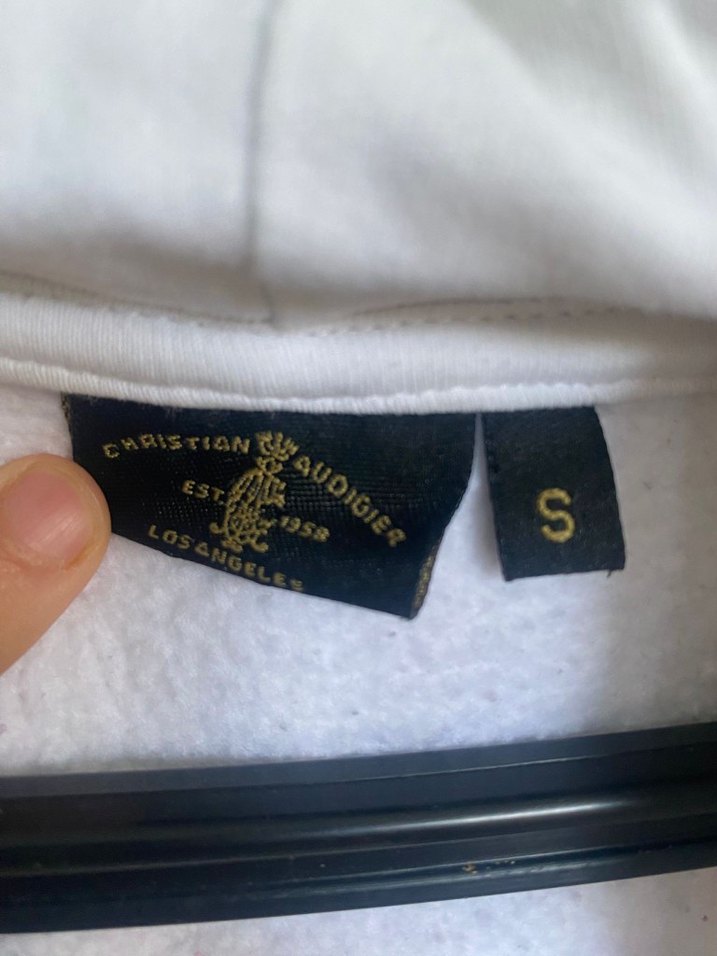 CHRISTIAN AUDIGIER
EST. 1958
LOS ANGELES
S